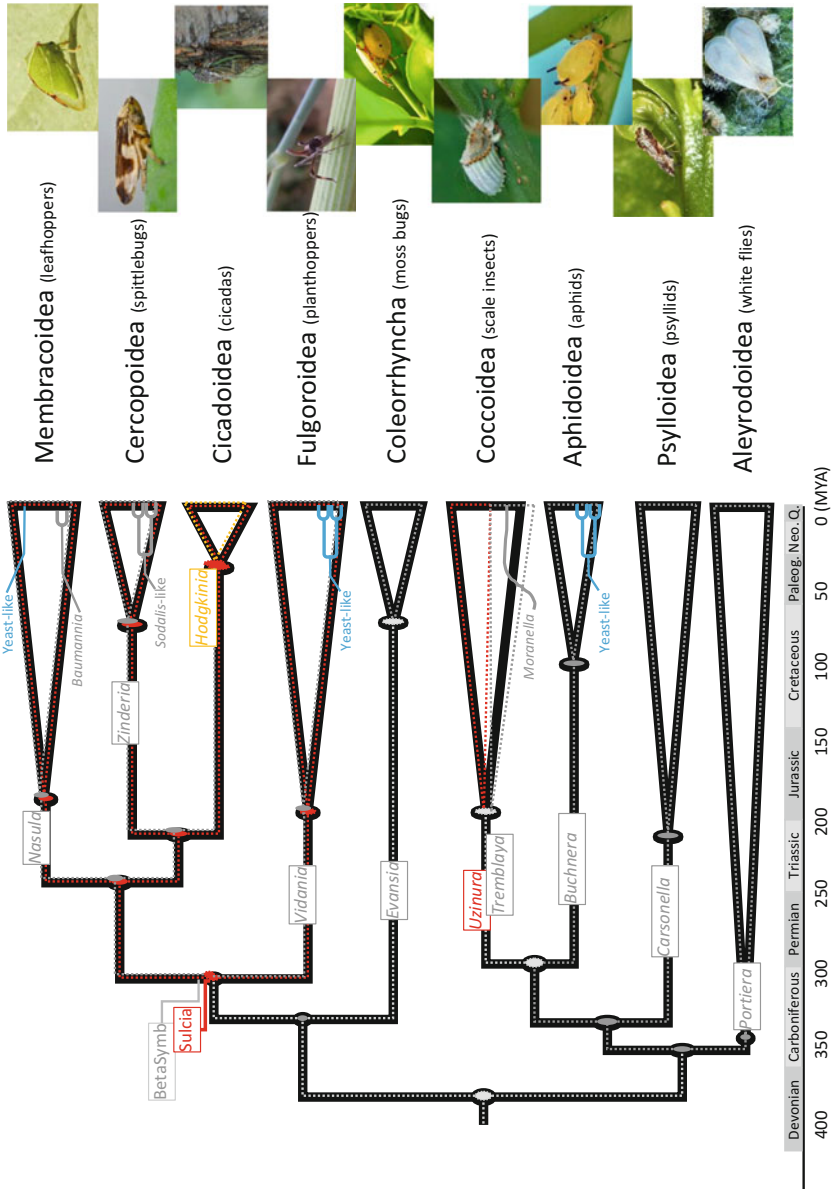 Membracoidea (leafhoppers)
Cercopoidea (spittlebugs)
Cicadoidea (cicadas)
Fulgoroidea (planthoppers)
Coleorrhyncha (moss bugs)
Coccoidea (scale insects)
Aphidoidea (aphids)
Psylloidea (psyllids)
Aleyrodoidea (white flies)
Yeast-like
Baumannia
Nasula
Sodalis-like
Zinderia
Hodgkinia
Yeast-like
Vidania
BetaSymb
Sulcia
Evansia
Moranella
Uzinura
Tremblaya
Yeast-like
Buchnera
Carsonella
Portiera
Devonian Carboniferous Permian Triassic Jurassic Cretaceous Paleog. Neo. Q.
400 350 300 250 200 150 100 50 0 (MYA)